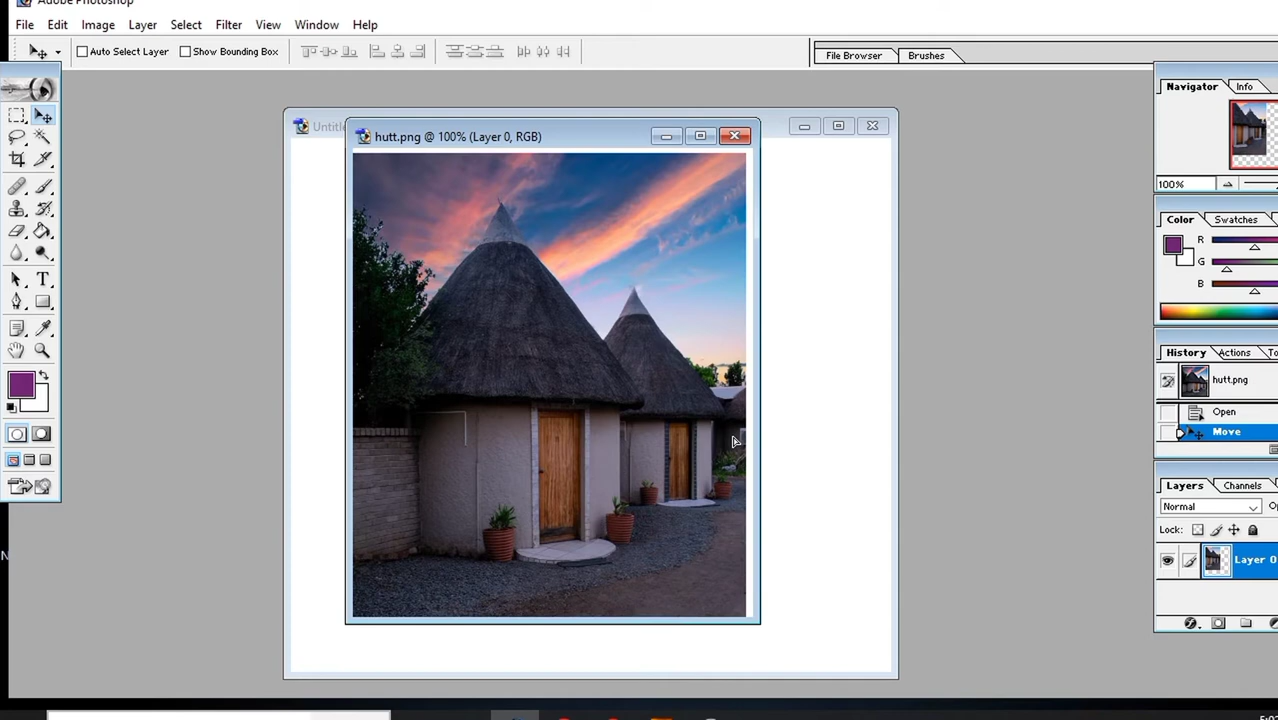 Adobe Photoshop
File Edit Image Layer Select Filter View Window Help
Auto Select Layer Show Bounding Box
File Browser Brushes
Navigator Info
100%
Color Swatches
R
G
B
History Actions To
hutt.png
Open
Move
Layers Channels
Normal
Lock:
Layer 0
Untitl
hutt.png @ 100% (Layer 0, RGB)